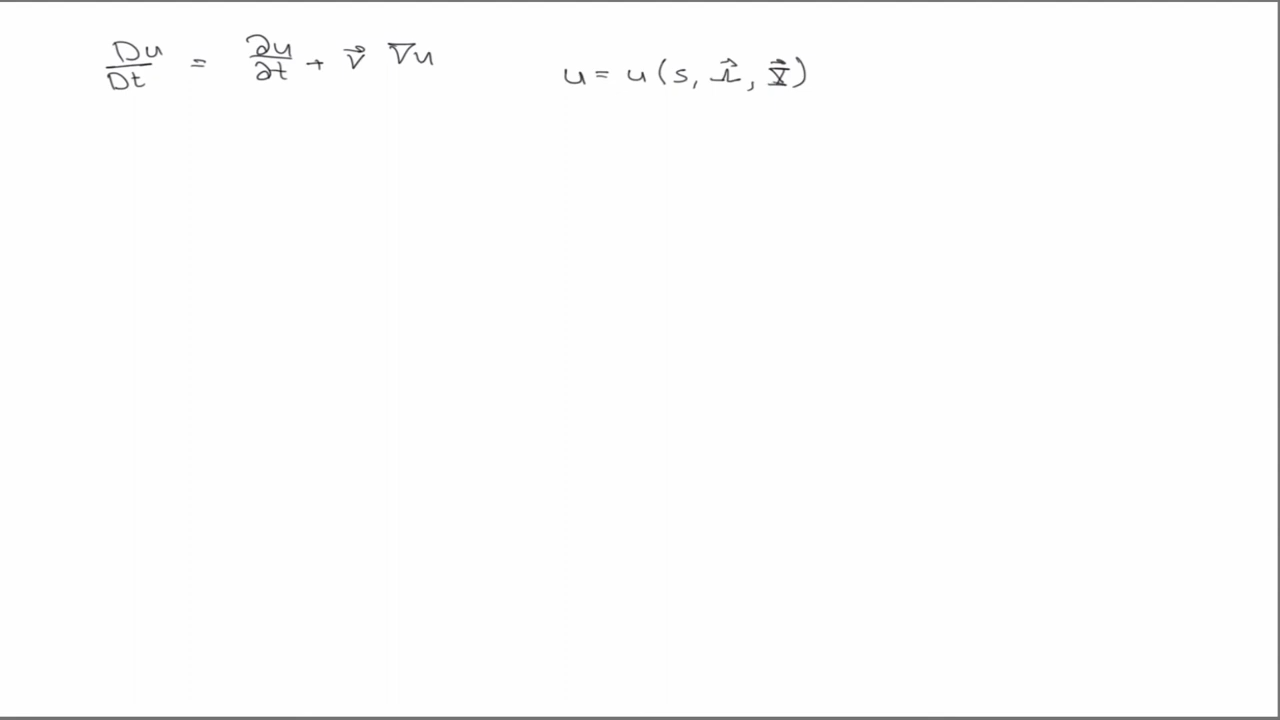 Du/Dt = ∂u/∂t + v⃗ ∇u
u = u(s, r⃗, v⃗)